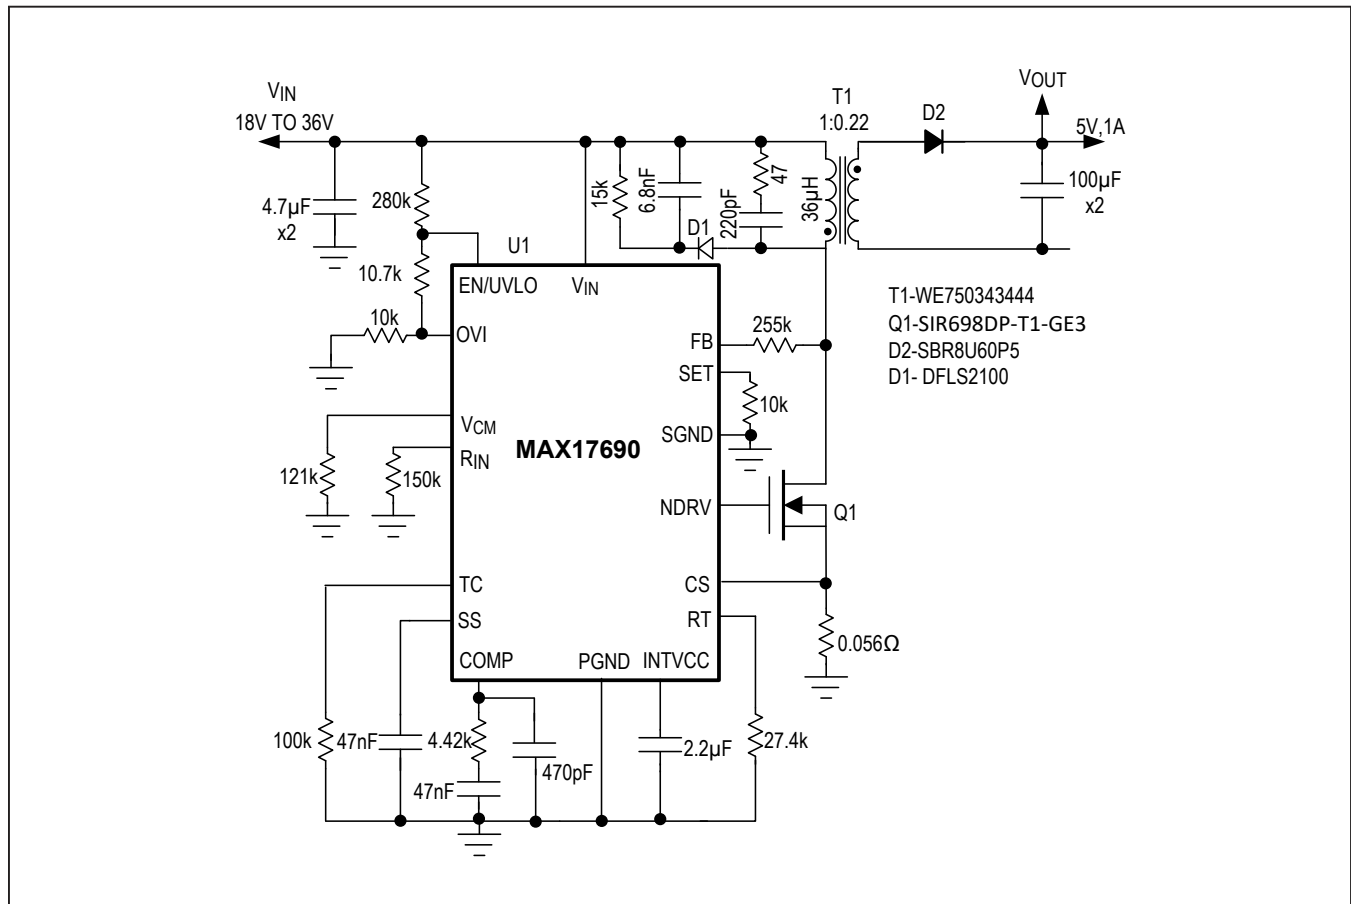 VIN
18V TO 36V
T1
1:0.22
D2
VOUT
5V,1A
4.7µF
x2
280k
15k
6.8nF
47
220pF
36µH
100µF
x2
D1
U1
10.7k
10k
EN/UVLO
VIN
OVI
FB
255k
SET
10k
SGND
T1-WE750343444
Q1-SIR698DP-T1-GE3
D2-SBR8U60P5
D1- DFLS2100
VCM
RIN
MAX17690
121k
150k
NDRV
Q1
TC
CS
SS
RT
0.056Ω
COMP
PGND
INTVCC
100k
47nF
4.42k
470pF
2.2µF
27.4k
47nF